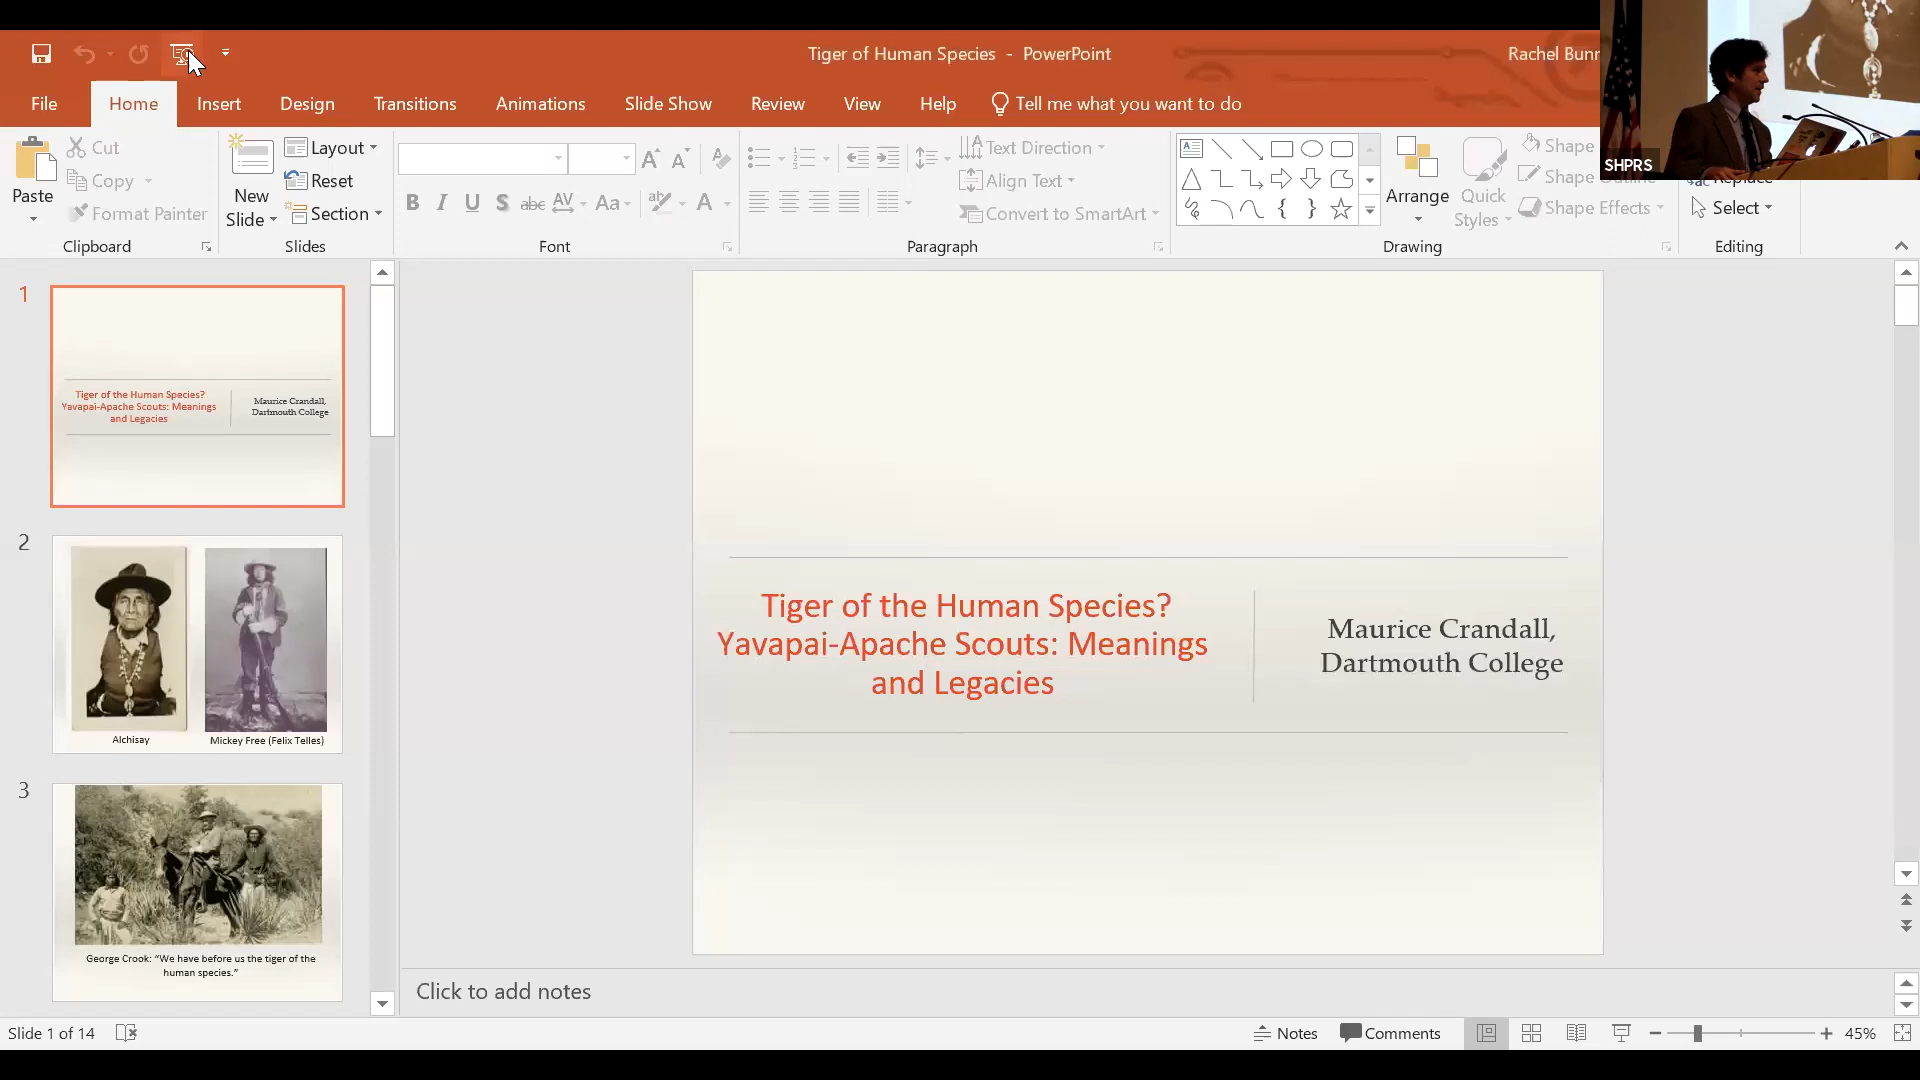 Tiger of Human Species - PowerPoint
Rachel Bunn
File Home Insert Design Transitions Animations Slide Show Review View Help Tell me what you want to do
Paste
Cut
Copy
Format Painter
Clipboard
New
Slide
Layout
Reset
Section
Slides
B I U S abc AV Aa A
Font
Text Direction
Align Text
Convert to SmartArt
Paragraph
Arrange
Quick
Styles
Shape
Shape Outline
Shape Effects
Drawing
Replace
Select
Editing
SHPRS
1
Tiger of the Human Species?
Yavapai-Apache Scouts: Meanings
and Legacies
Maurice Crandall,
Dartmouth College
2
Alchisay
Mickey Free (Felix Telles)
3
George Crook: “We have before us the tiger of the
human species.”
Tiger of the Human Species?
Yavapai-Apache Scouts: Meanings
and Legacies
Maurice Crandall,
Dartmouth College
Click to add notes
Slide 1 of 14
Notes
Comments
45%